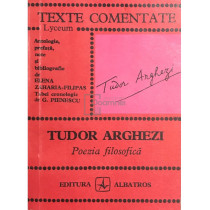 TEXTE COMENTATE
Lyceum
Antologie,
prefață,
note
și
bibliografie
de
ELENA
ZAHARIA-FILIPAȘ
Tabel cronologic
de G. PIENESCU
Tudor Arghezi
TUDOR ARGHEZI
Poezia filosofică
EDITURA
ALBATROS